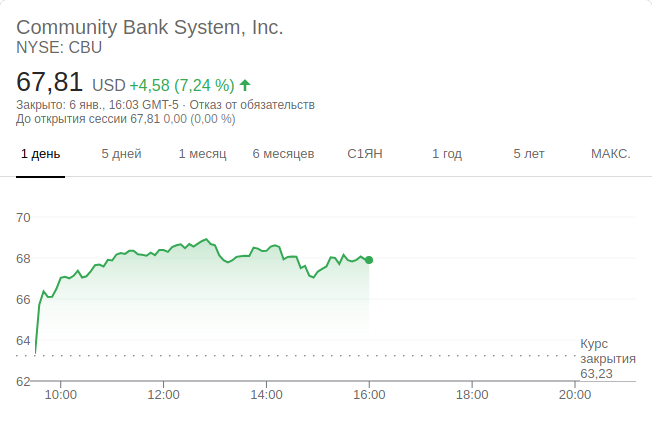 Community Bank System, Inc.
NYSE: CBU
67,81 USD +4,58 (7,24 %)
Закрыто: 6 янв., 16:03 GMT-5 · Отказ от обязательств
До открытия сессии 67,81 0,00 (0,00 %)
1 день 5 дней 1 месяц 6 месяцев С1ЯН 1 год 5 лет МАКС.
70
68
66
64
62
Курс
закрытия
63,23
10:00 12:00 14:00 16:00 18:00 20:00